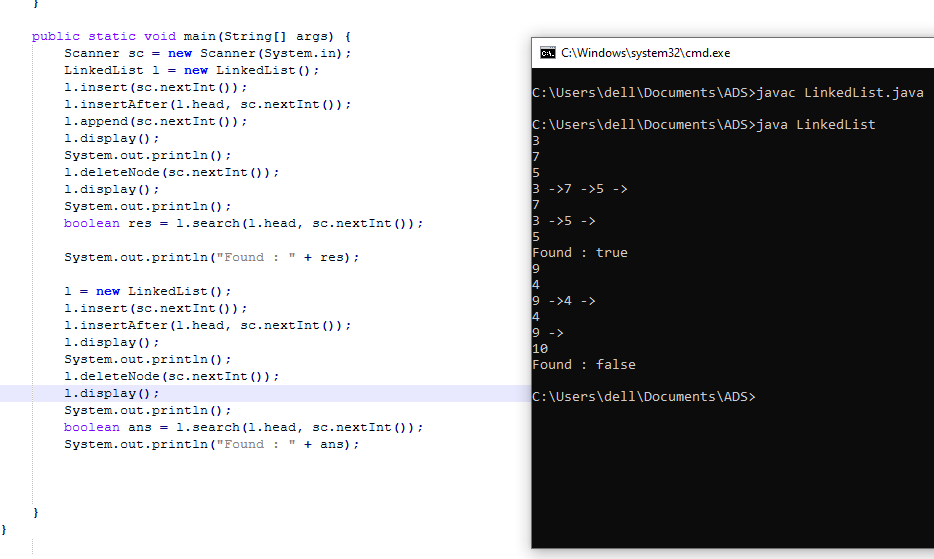 }
public static void main(String[] args) {
Scanner sc = new Scanner(System.in);
LinkedList l = new LinkedList();
l.insert(sc.nextInt());
l.insertAfter(l.head, sc.nextInt());
l.append(sc.nextInt());
l.display();
System.out.println();
l.deleteNode(sc.nextInt());
l.display();
System.out.println();
boolean res = l.search(l.head, sc.nextInt());
System.out.println("Found : " + res);
l = new LinkedList();
l.insert(sc.nextInt());
l.insertAfter(l.head, sc.nextInt());
l.display();
System.out.println();
l.deleteNode(sc.nextInt());
l.display();
System.out.println();
boolean ans = l.search(l.head, sc.nextInt());
System.out.println("Found : " + ans);
}
}
C:\Windows\system32\cmd.exe
C:\Users\dell\Documents\ADS>javac LinkedList.java
C:\Users\dell\Documents\ADS>java LinkedList
3
7
5
3 ->7 ->5 ->
7
3 ->5 ->
5
Found : true
9
4
9 ->4 ->
4
9 ->
10
Found : false
C:\Users\dell\Documents\ADS>